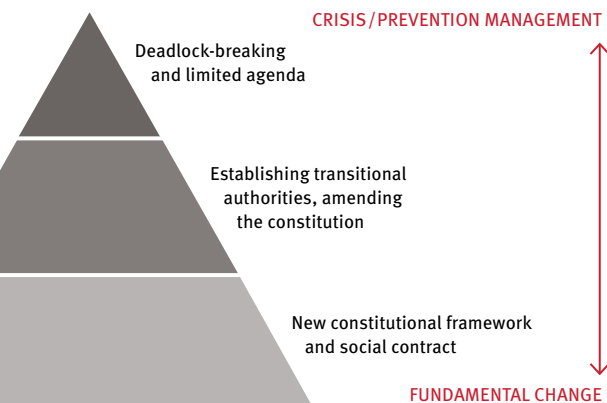 CRISIS / PREVENTION MANAGEMENT
Deadlock-breaking
and limited agenda
Establishing transitional
authorities, amending
the constitution
New constitutional framework
and social contract
FUNDAMENTAL CHANGE